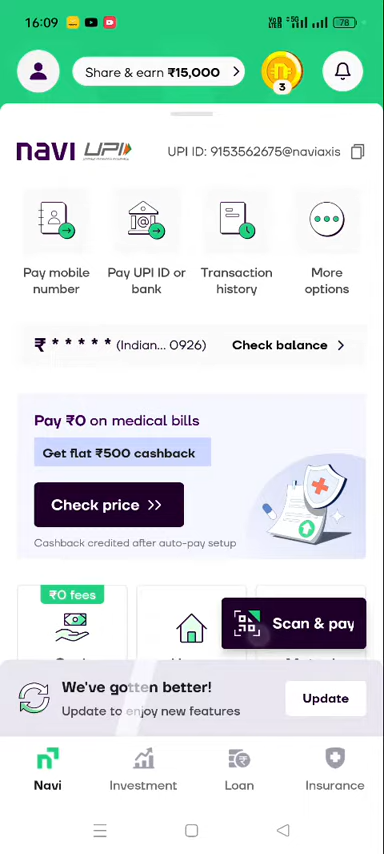 16:09
78
Share & earn ₹15,000
3
navi UPI
UPI ID: 9153562675@naviaxis
Pay mobile number
Pay UPI ID or bank
Transaction history
More options
₹ * * * * * (Indian... 0926)
Check balance
Pay ₹0 on medical bills
Get flat ₹500 cashback
Check price >>
Cashback credited after auto-pay setup
₹0 fees
Scan & pay
We've gotten better!
Update to enjoy new features
Update
Navi
Investment
Loan
Insurance